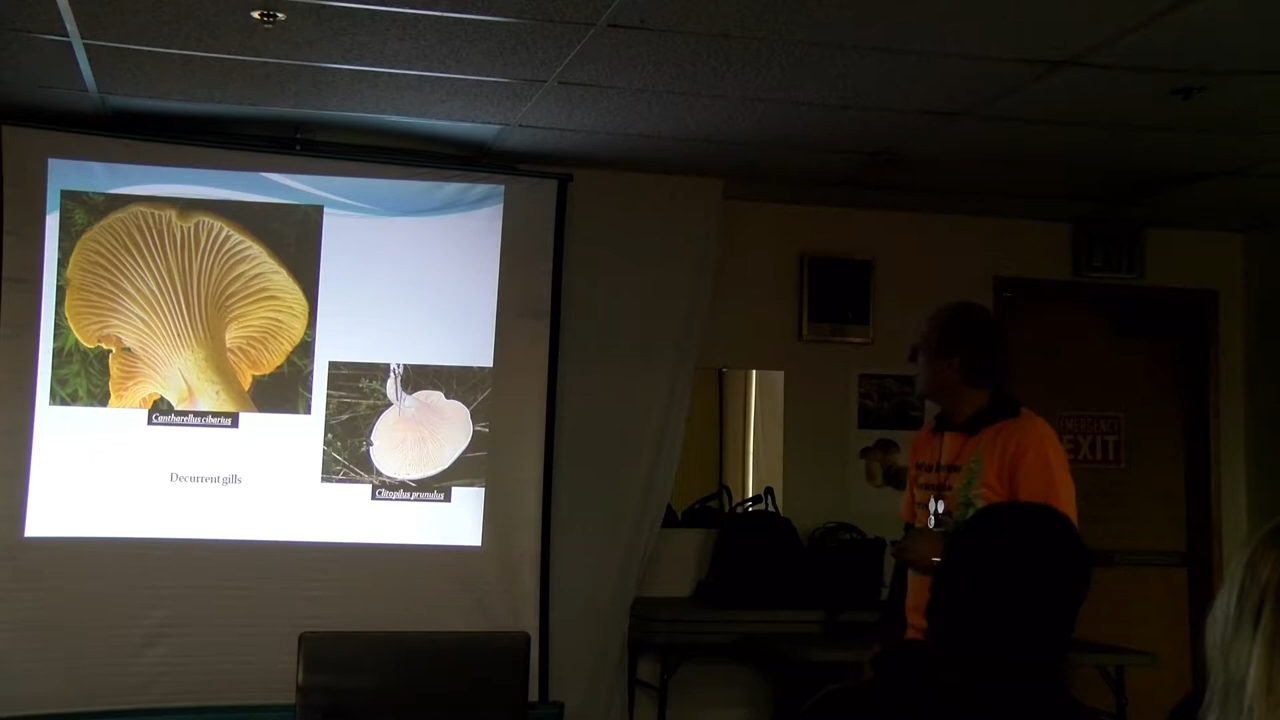 Cantharellus cibarius
Decurrent gills
Clitopilus prunulus
EMERGENCY
EXIT